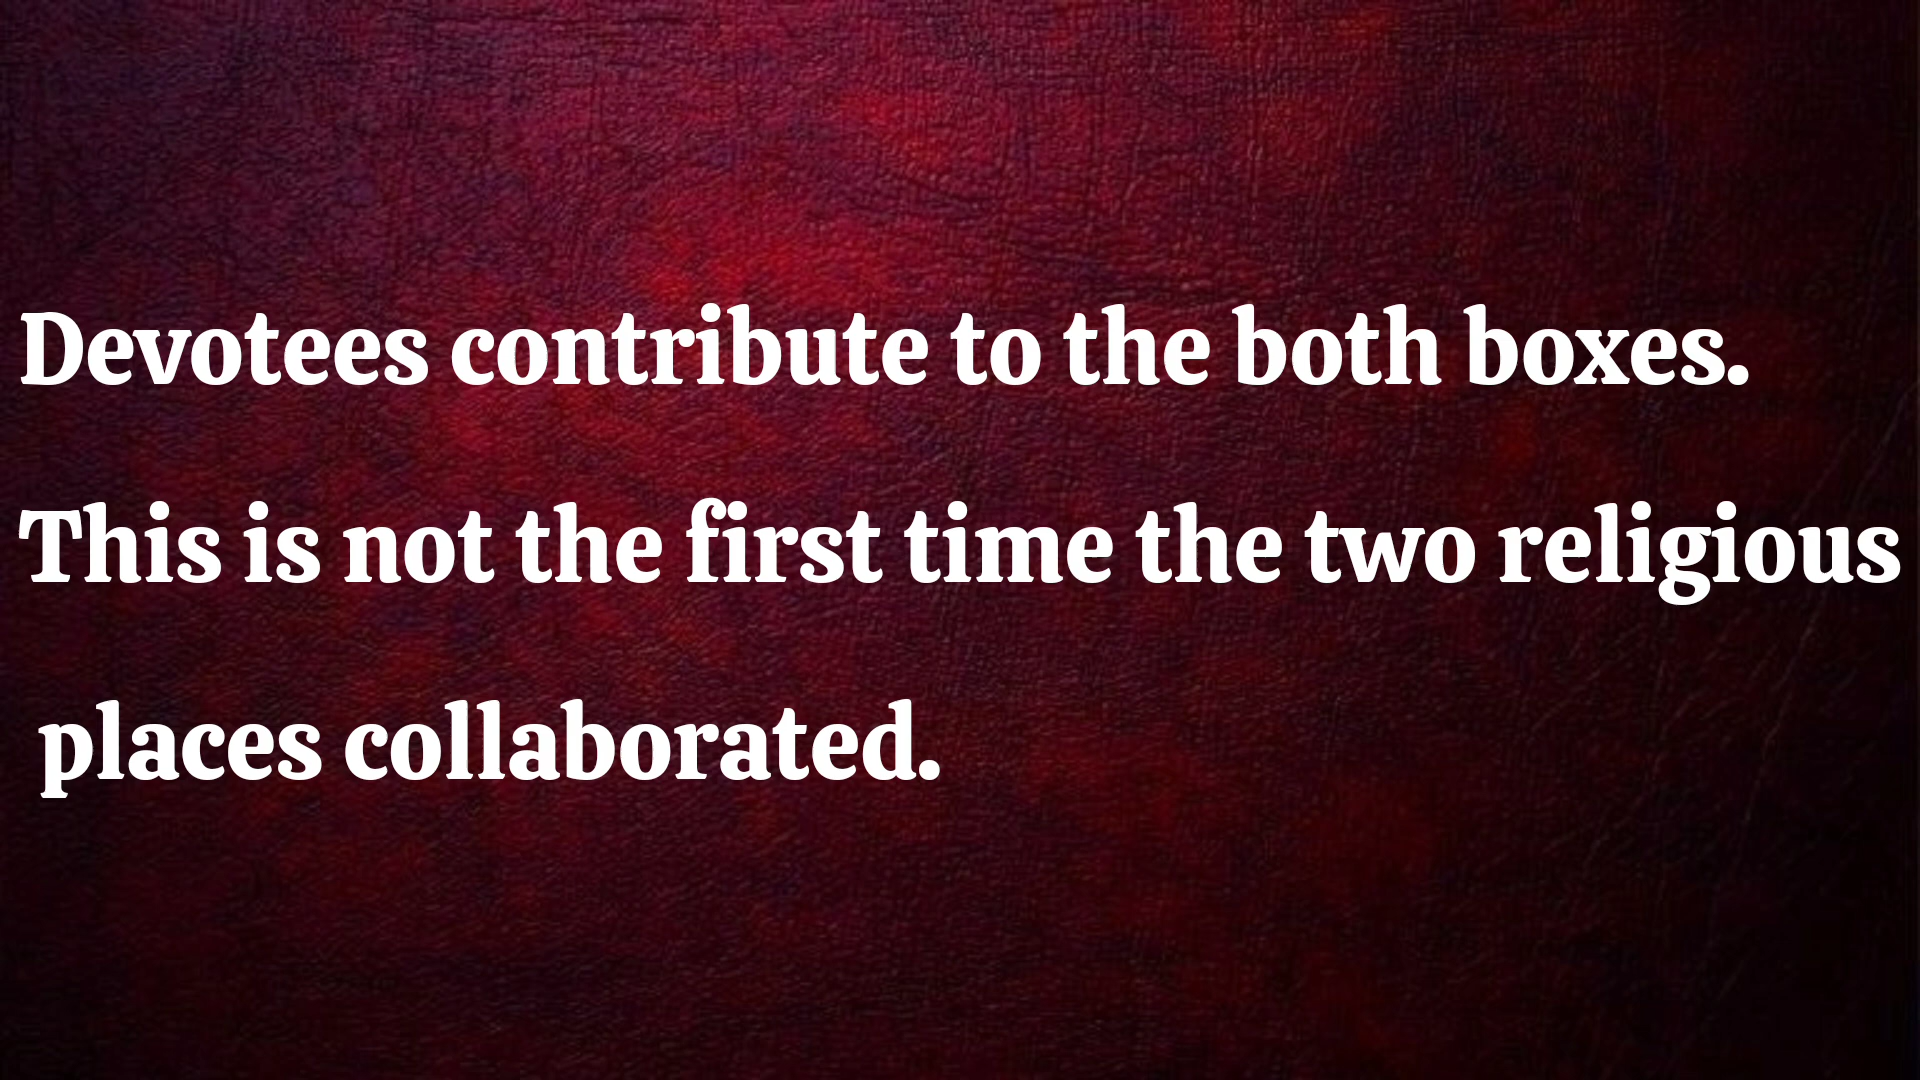 Devotees contribute to the both boxes.
This is not the first time the two religious
places collaborated.